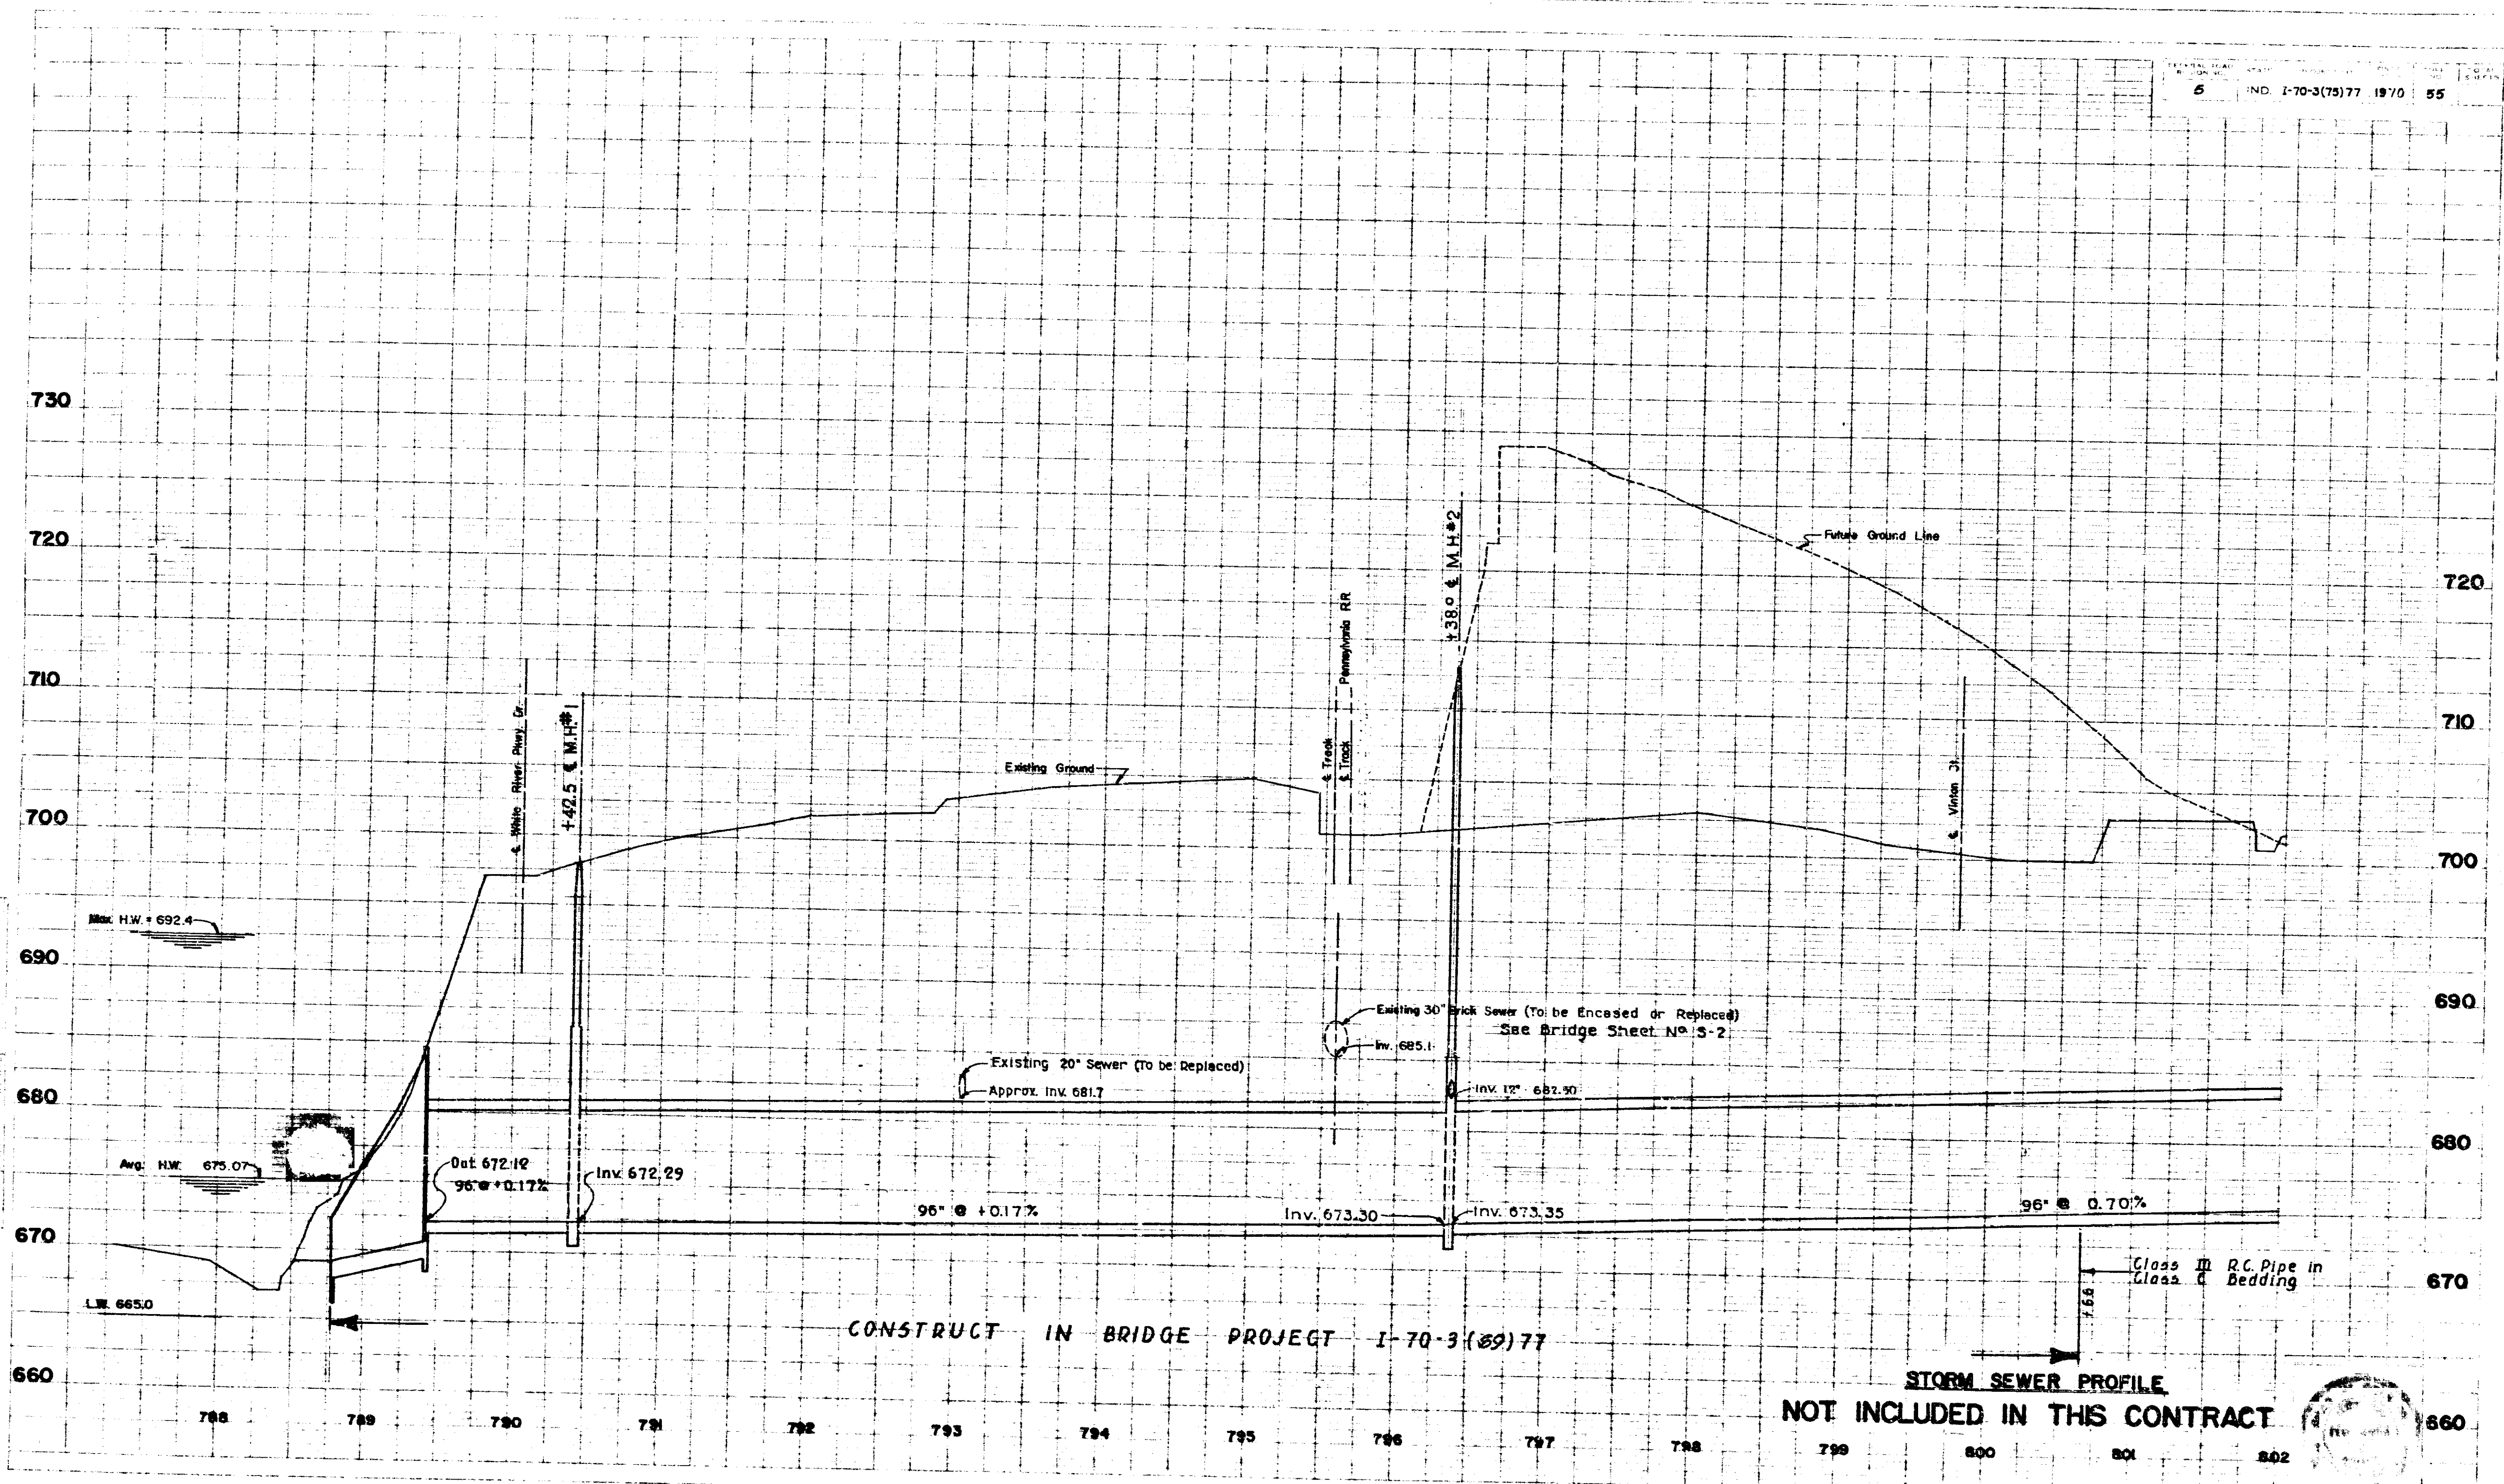 5 IND. I-70-3(75)77 1970 55
730
720
710
700
690
680
670
660
720
710
700
690
680
670
660
Future Ground Line
+38.0 ℄ M.H.#2
Pennsylvania R.R.
℄ Track
℄ Track
℄ White River Pkwy. Dr.
+42.5 ℄ M.H.#1
Existing Ground
℄ Vinton St.
Max. H.W. = 692.4
Existing 30" Brick Sewer (To be Encased or Replaced)
See Bridge Sheet Nº S-2
Inv. 685.1
Existing 20" Sewer (To be Replaced)
Approx. Inv. 681.7
Inv. 12" 682.50
Avg. H.W. 675.07
Out 672.12
96" @ +0.17%
Inv. 672.29
96" @ +0.17%
Inv. 673.30
Inv. 673.35
96" @ 0.70%
Class III R.C. Pipe in
Class C Bedding
+6.6
L.W. 665.0
CONSTRUCT IN BRIDGE PROJECT I-70-3(69)77
STORM SEWER PROFILE
NOT INCLUDED IN THIS CONTRACT
788 789 790 791 792 793 794 795 796 797 798 799 800 801 802